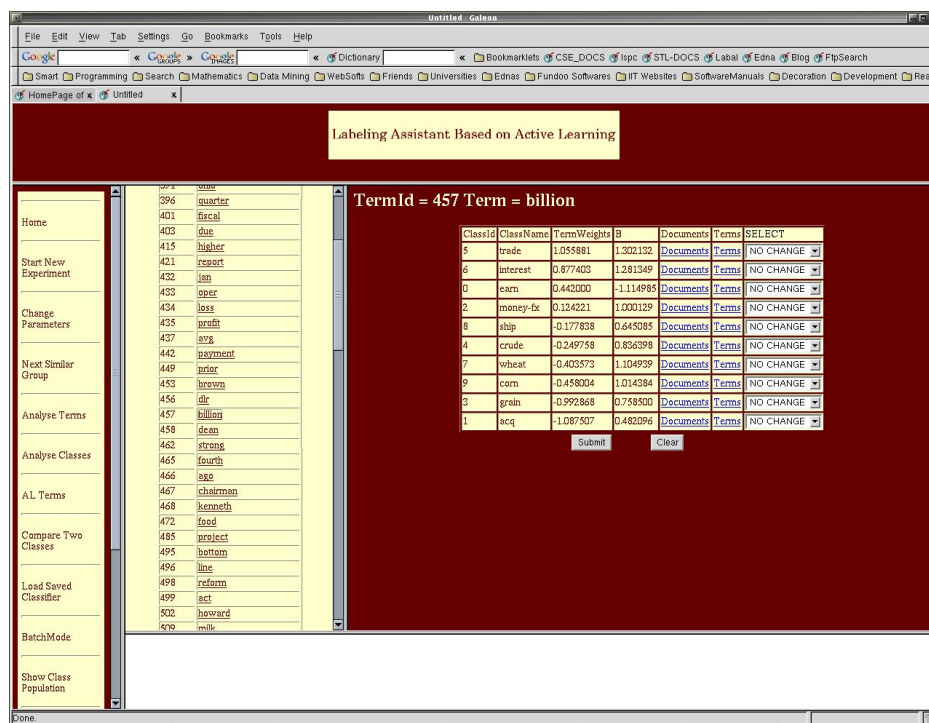 Untitled - Galeon
File Edit View Tab Settings Go Bookmarks Tools Help
Google « Google GROUPS » Google IMAGES « Dictionary « Bookmarklets CSE_DOCS Ispc STL-DOCS Labal Edna Blog FtpSearch
Smart Programming Search Mathematics Data Mining WebSofts Friends Universities Ednas Fundoo Softwares IIT Websites SoftwareManuals Decoration Development Rea
HomePage of x Untitled x
Labeling Assistant Based on Active Learning
Home
Start New
Experiment
Change
Parameters
Next Similar
Group
Analyse Terms
Analyse Classes
AL Terms
Compare Two
Classes
Load Saved
Classifier
BatchMode
Show Class
Population
396 quarter
401 fiscal
403 due
415 higher
421 report
432 jan
433 oper
434 loss
435 profit
437 avg
442 payment
449 prior
453 brown
456 dlr
457 billion
458 dean
462 strong
465 fourth
466 ago
467 chairman
468 kenneth
472 food
485 project
495 bottom
496 line
498 reform
499 act
502 howard
509 milk
TermId = 457 Term = billion
ClassId ClassName TermWeights B Documents Terms SELECT
5 trade 1.055881 1.302132 Documents Terms NO CHANGE
6 interest 0.877403 1.281349 Documents Terms NO CHANGE
0 earn 0.442000 -1.114985 Documents Terms NO CHANGE
2 money-fx 0.124221 1.000129 Documents Terms NO CHANGE
8 ship -0.177838 0.645085 Documents Terms NO CHANGE
4 crude -0.249758 0.836398 Documents Terms NO CHANGE
7 wheat -0.403573 1.104939 Documents Terms NO CHANGE
9 corn -0.458004 1.014384 Documents Terms NO CHANGE
3 grain -0.992868 0.758500 Documents Terms NO CHANGE
1 acq -1.087507 0.482096 Documents Terms NO CHANGE
Submit Clear
Done.